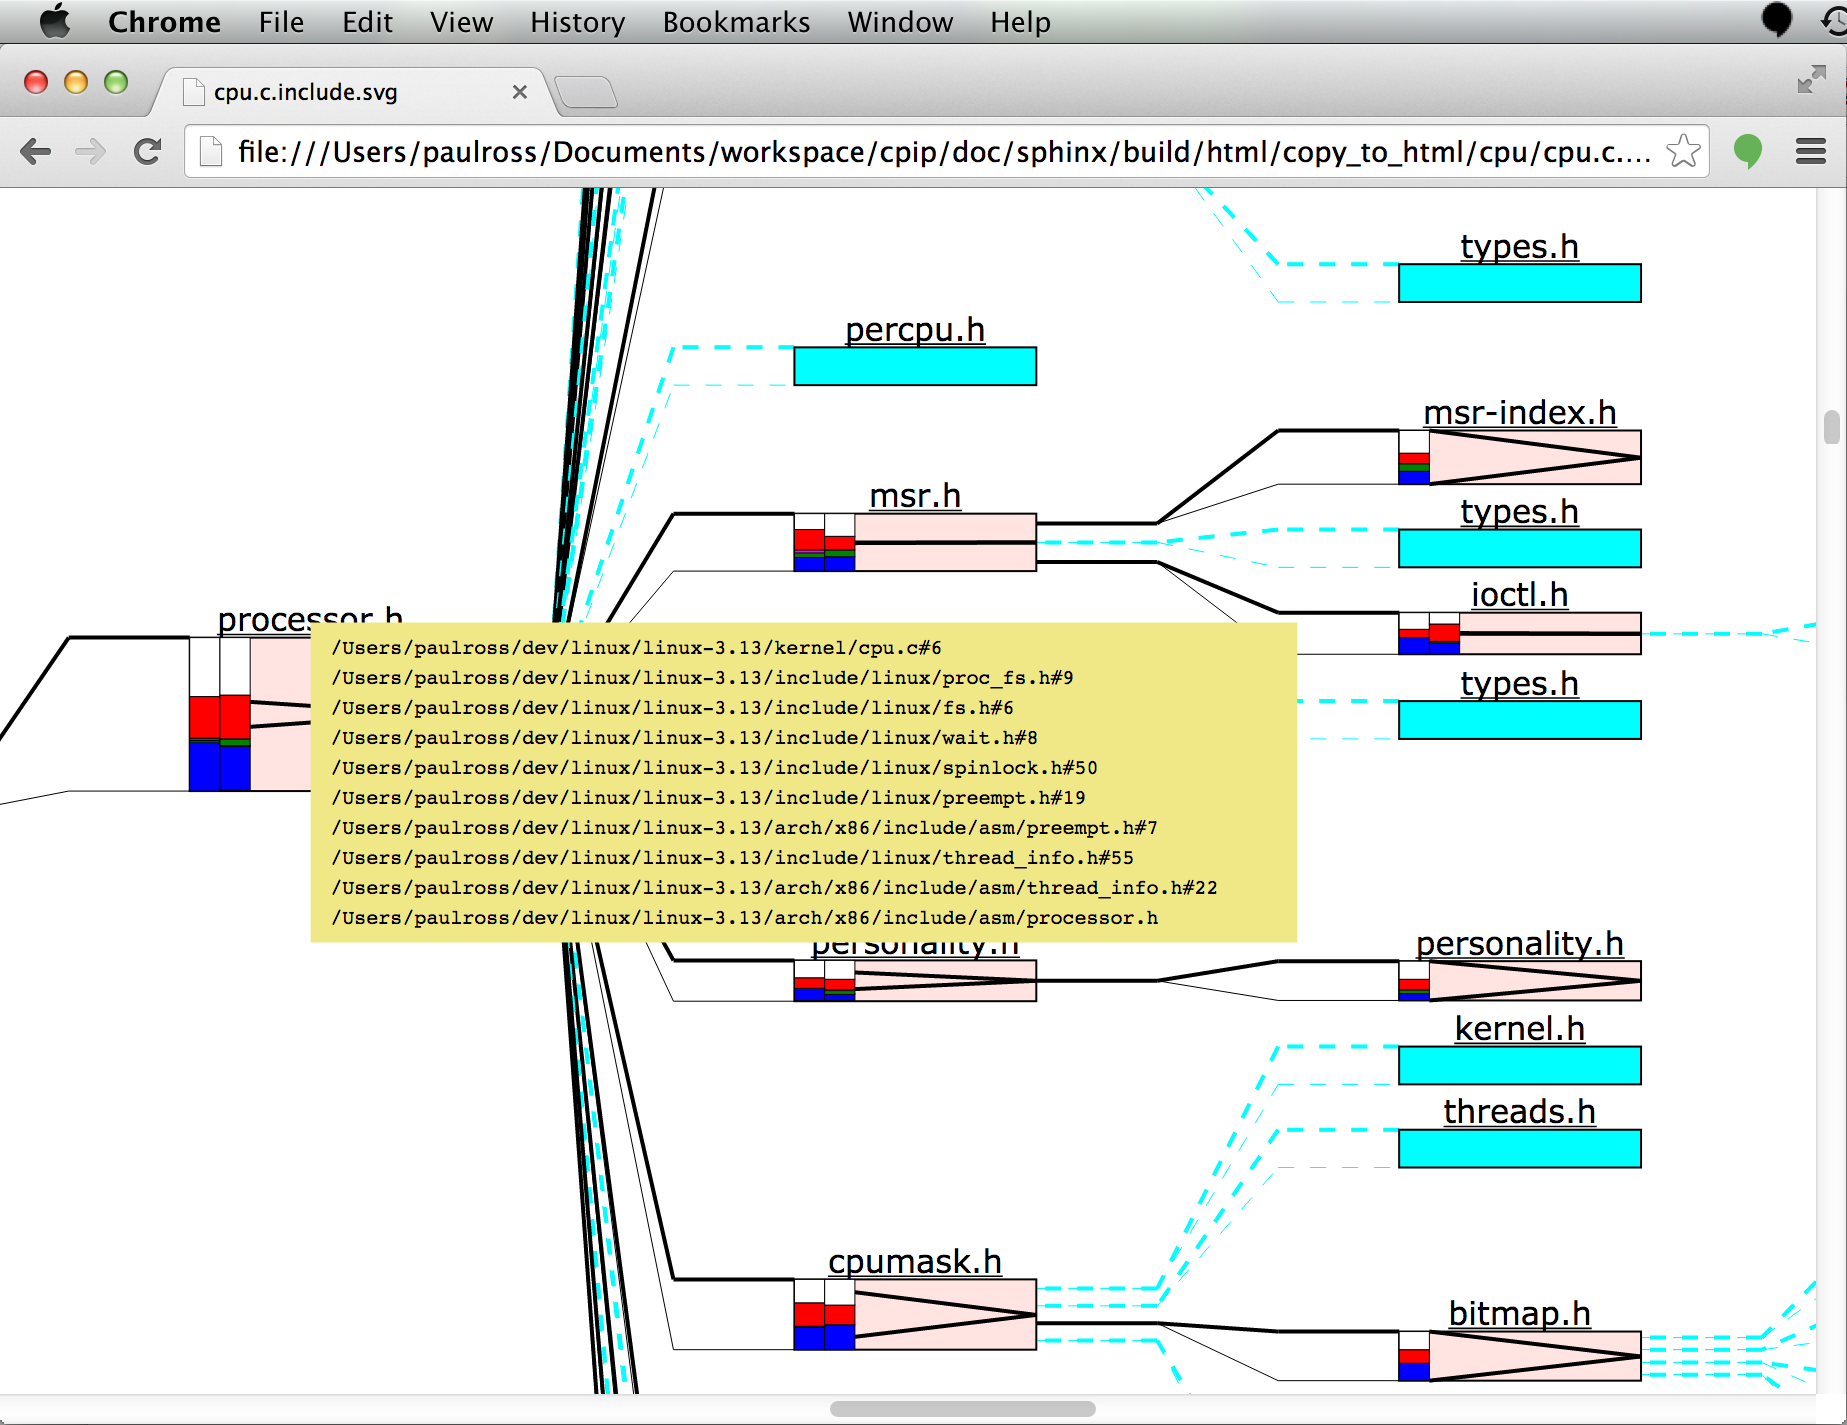 Chrome File Edit View History Bookmarks Window Help
cpu.c.include.svg
file:///Users/paulross/Documents/workspace/cpip/doc/sphinx/build/html/copy_to_html/cpu/cpu.c....
types.h
percpu.h
msr-index.h
msr.h
types.h
ioctl.h
processor.h
/Users/paulross/dev/linux/linux-3.13/kernel/cpu.c#6
/Users/paulross/dev/linux/linux-3.13/include/linux/proc_fs.h#9
types.h
/Users/paulross/dev/linux/linux-3.13/include/linux/fs.h#6
/Users/paulross/dev/linux/linux-3.13/include/linux/wait.h#8
/Users/paulross/dev/linux/linux-3.13/include/linux/spinlock.h#50
/Users/paulross/dev/linux/linux-3.13/include/linux/preempt.h#19
/Users/paulross/dev/linux/linux-3.13/arch/x86/include/asm/preempt.h#7
/Users/paulross/dev/linux/linux-3.13/include/linux/thread_info.h#55
/Users/paulross/dev/linux/linux-3.13/arch/x86/include/asm/thread_info.h#22
/Users/paulross/dev/linux/linux-3.13/arch/x86/include/asm/processor.h
personality.h
personality.h
kernel.h
threads.h
cpumask.h
bitmap.h